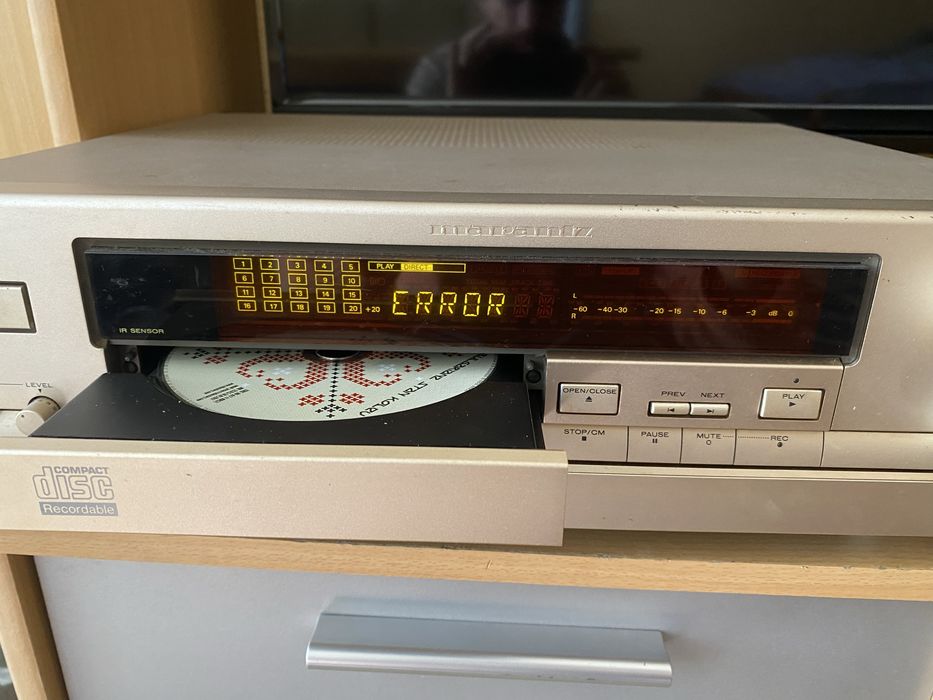 marantz
1 2 3 4 5 PLAY DIRECT
6 7 8 9 10
11 12 13 14 15
16 17 18 19 20 +20
ERROR
L
R -60 -40 -30 -20 -15 -10 -6 -3 dB 0
IR SENSOR
LEVEL
OPEN/CLOSE
PREV NEXT
PLAY
STOP/CM
PAUSE
MUTE
REC
COMPACT
disc
Recordable